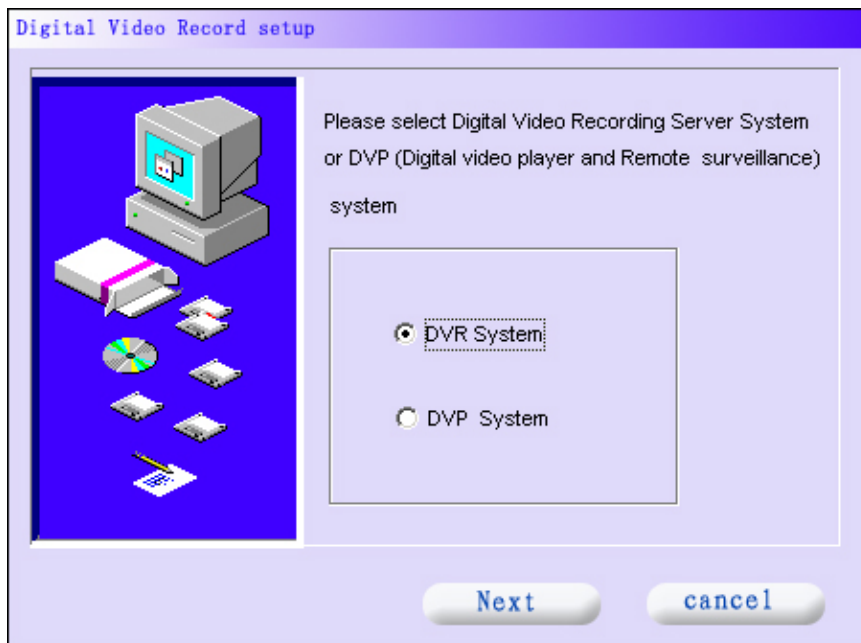 Digital Video Record setup
Please select Digital Video Recording Server System
or DVP (Digital video player and Remote surveillance)
system
DVR System
DVP System
Next
cancel